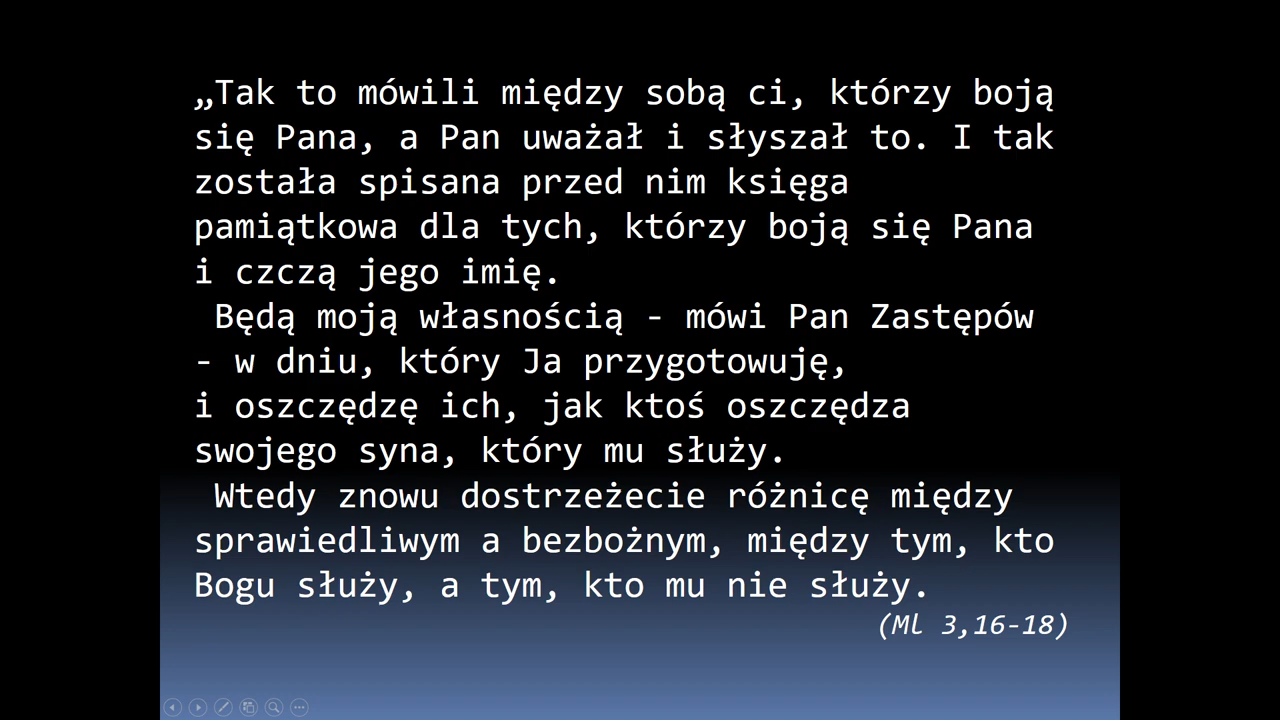 „Tak to mówili między sobą ci, którzy boją
się Pana, a Pan uważał i słyszał to. I tak
została spisana przed nim księga
pamiątkowa dla tych, którzy boją się Pana
i czczą jego imię.
Będą moją własnością - mówi Pan Zastępów
- w dniu, który Ja przygotowuję,
i oszczędzę ich, jak ktoś oszczędza
swojego syna, który mu służy.
Wtedy znowu dostrzeżecie różnicę między
sprawiedliwym a bezbożnym, między tym, kto
Bogu służy, a tym, kto mu nie służy.
(Ml 3,16-18)